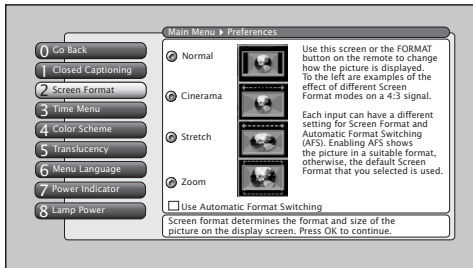 Main Menu ▸ Preferences
0 Go Back
1 Closed Captioning
2 Screen Format
3 Time Menu
4 Color Scheme
5 Translucency
6 Menu Language
7 Power Indicator
8 Lamp Power
Normal
Cinerama
Stretch
Zoom
Use this screen or the FORMAT
button on the remote to change
how the picture is displayed.
To the left are examples of the
effect of different Screen
Format modes on a 4:3 signal.
Each input can have a different
setting for Screen Format and
Automatic Format Switching
(AFS). Enabling AFS shows
the picture in a suitable format,
otherwise, the default Screen
Format that you selected is used.
Use Automatic Format Switching
Screen format determines the format and size of the
picture on the display screen. Press OK to continue.